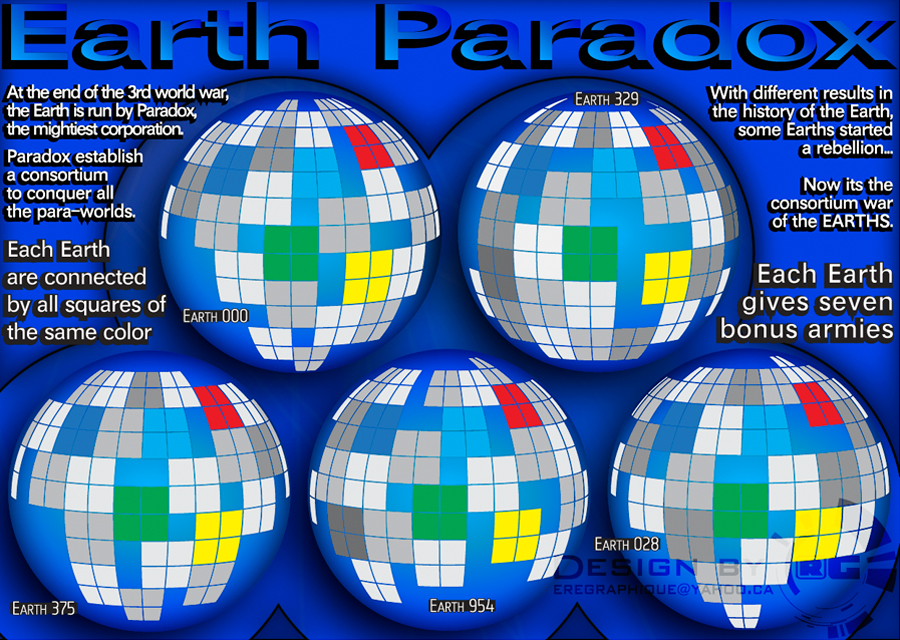 Earth Paradox
At the end of the 3rd world war,
the Earth is run by Paradox,
the mightiest corporation.
Paradox establish
a consortium
to conquer all
the para-worlds.
Each Earth
are connected
by all squares of
the same color
With different results in
the history of the Earth,
some Earths started
a rebellion...
Now its the
consortium war
of the EARTHS.
Each Earth
gives seven
bonus armies
Earth 000
Earth 329
Earth 375
Earth 954
Earth 028
Design by RG
eregraphique@yahoo.ca